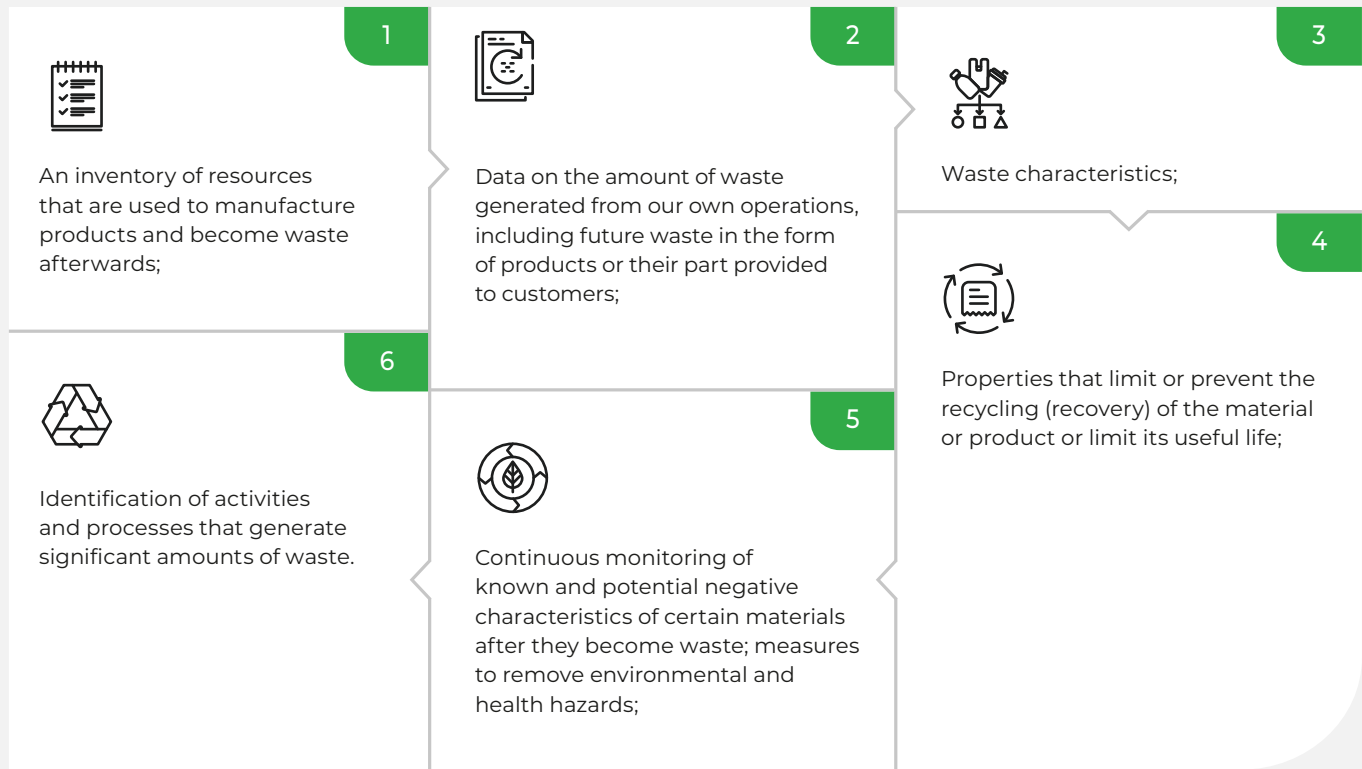 1
An inventory of resources
that are used to manufacture
products and become waste
afterwards;
2
Data on the amount of waste
generated from our own operations,
including future waste in the form
of products or their part provided
to customers;
3
Waste characteristics;
4
Properties that limit or prevent the
recycling (recovery) of the material
or product or limit its useful life;
5
Continuous monitoring of
known and potential negative
characteristics of certain materials
after they become waste; measures
to remove environmental and
health hazards;
6
Identification of activities
and processes that generate
significant amounts of waste.